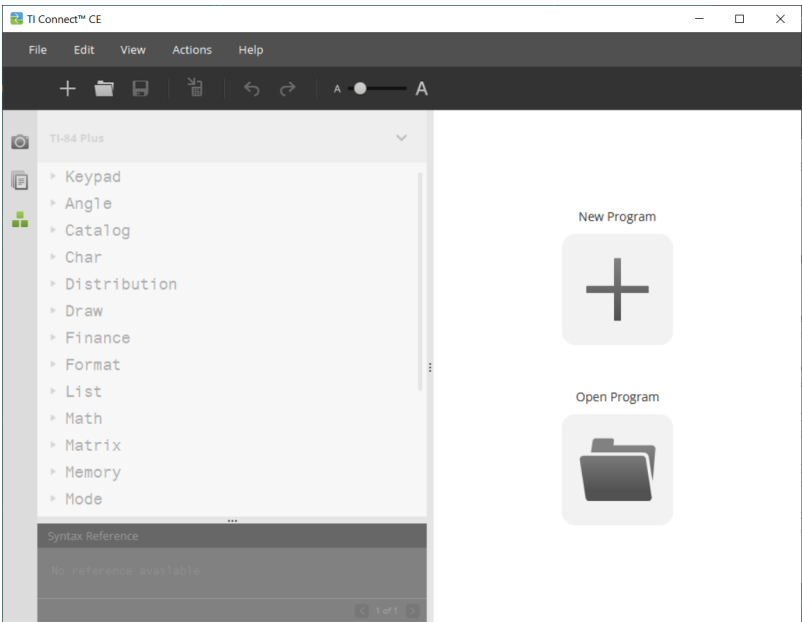 TI Connect™ CE
File Edit View Actions Help
A A
TI-84 Plus
Keypad
Angle
Catalog
Char
Distribution
Draw
Finance
Format
List
Math
Matrix
Memory
Mode
Syntax Reference
No reference available
1 of 1
New Program
Open Program